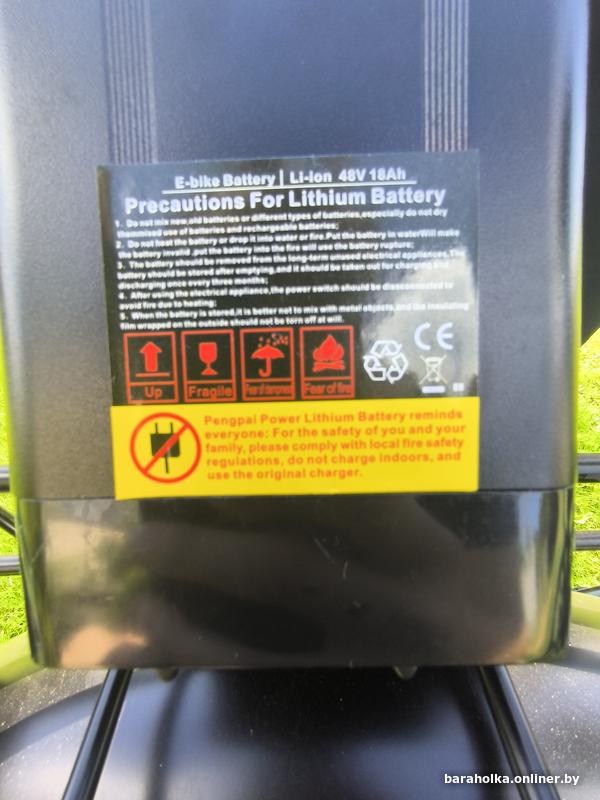 E-bike Battery | Li-Ion 48V 18Ah
Precautions For Lithium Battery
1. Do not mix new,old batteries or different types of batteries,especially do not dry
thanmixed use of batteries and rechargeable batteries;
2. Do not heat the battery or drop it into water or fire.Put the battery in waterWill make
the battery invalid ,put the battery into the fire will use the battery rupture;
3. The battery should be removed from the long-term unused electrical appliances.The
battery should be stored after emptying,and it should be taken out for charging and
discharging once every three months;
4. After using the electrical appliance,the power switch should be disesconnected to
avoid fire due to heating;
5. When the battery is stored,it is better not to mix with metal objects,and the insulating
film wrapped on the outside should not be torn off at will.
Up Fragile Fear of dampness Fear of fire
CE
Pengpai Power Lithium Battery reminds
everyone: For the safety of you and your
family, please comply with local fire safety
regulations, do not charge indoors, and
use the original charger.
baraholka.onliner.by